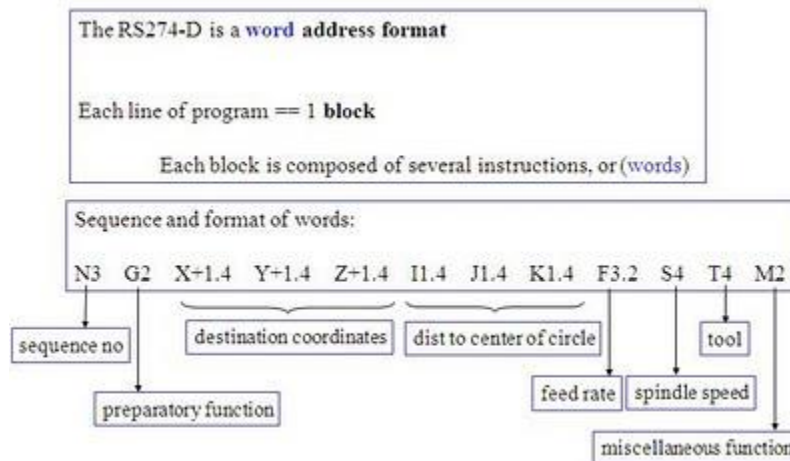 The RS274-D is a word address format
Each line of program == 1 block
Each block is composed of several instructions, or (words)
Sequence and format of words:
N3 G2 X+1.4 Y+1.4 Z+1.4 I1.4 J1.4 K1.4 F3.2 S4 T4 M2
sequence no
destination coordinates
dist to center of circle
tool
preparatory function
feed rate
spindle speed
miscellaneous function